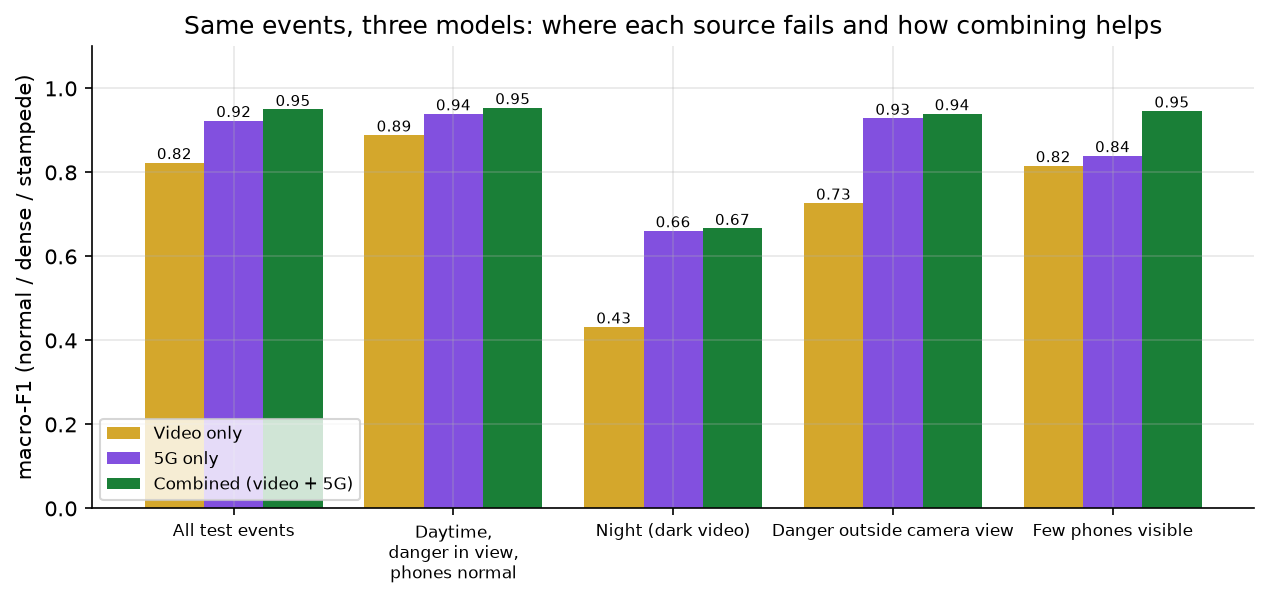 Same events, three models: where each source fails and how combining helps
macro-F1 (normal / dense / stampede)
1.0
0.8
0.6
0.4
0.2
0.0
0.82
0.92
0.95
0.89
0.94
0.95
0.43
0.66
0.67
0.73
0.93
0.94
0.82
0.84
0.95
Video only
5G only
Combined (video + 5G)
All test events
Daytime,
danger in view,
phones normal
Night (dark video)
Danger outside camera view
Few phones visible